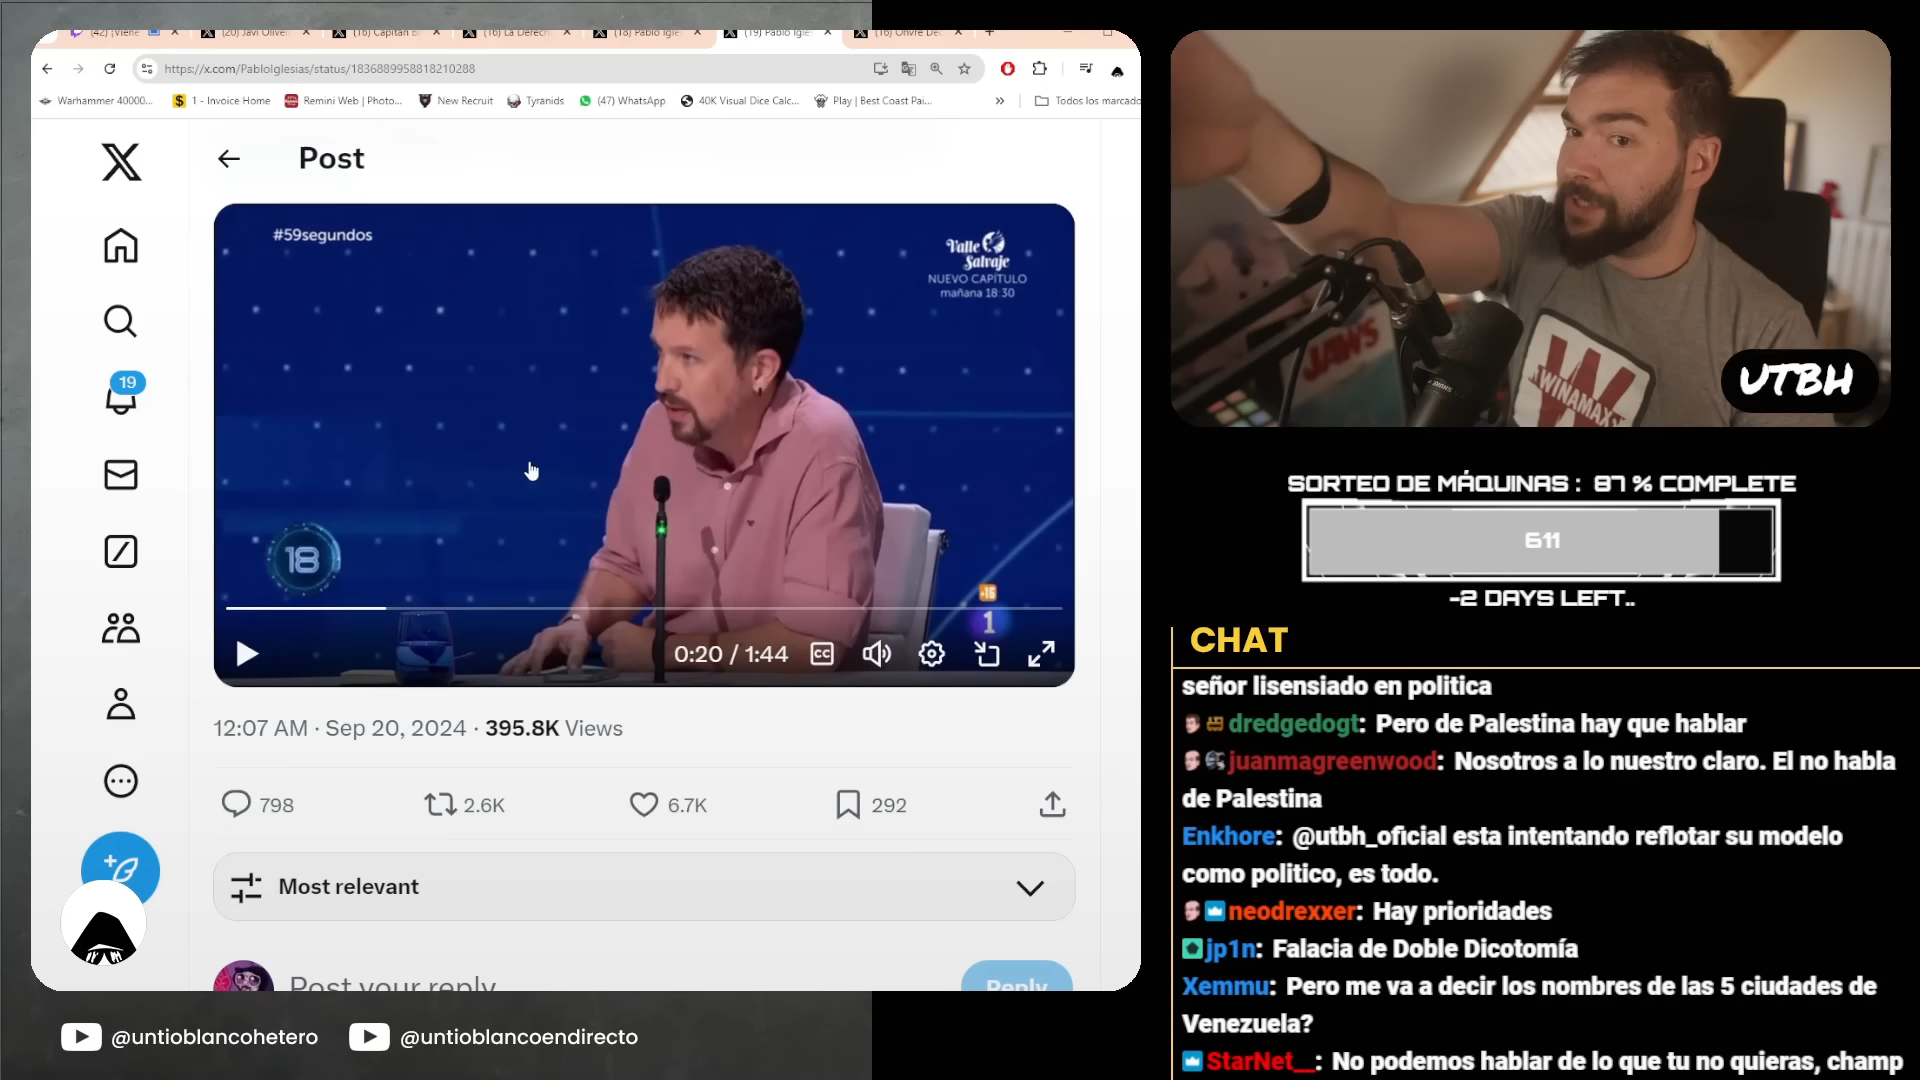 (42) ¡Viene
(20) Javi Oliver
(16) Capitan B
(16) La Derech
(18) Pablo Igle
(19) Pablo Igle
(16) Onvre De
https://x.com/PabloIglesias/status/1836889958818210288
Warhammer 40000...
1 - Invoice Home
Remini Web | Photo...
New Recruit
Tyranids
(47) WhatsApp
40K Visual Dice Calc...
Play | Best Coast Pai...
Todos los marcado
Post
19
#59segundos
Valle
Salvaje
NUEVO CAPÍTULO
mañana 18:30
18
+16
1
0:20 / 1:44
CC
12:07 AM · Sep 20, 2024 · 395.8K Views
798
2.6K
6.7K
292
Most relevant
Post your reply
Reply
@untioblancohetero
@untioblancoendirecto
JAWS
SHURE
WINAMAX
UTBH
SORTEO DE MÁQUINAS : 87 % COMPLETE
611
-2 DAYS LEFT..
CHAT
señor lisensiado en politica
dredgedogt: Pero de Palestina hay que hablar
juanmagreenwood: Nosotros a lo nuestro claro. El no habla
de Palestina
Enkhore: @utbh_oficial esta intentando reflotar su modelo
como politico, es todo.
neodrexxer: Hay prioridades
jp1n: Falacia de Doble Dicotomía
Xemmu: Pero me va a decir los nombres de las 5 ciudades de
Venezuela?
StarNet__: No podemos hablar de lo que tu no quieras, champ